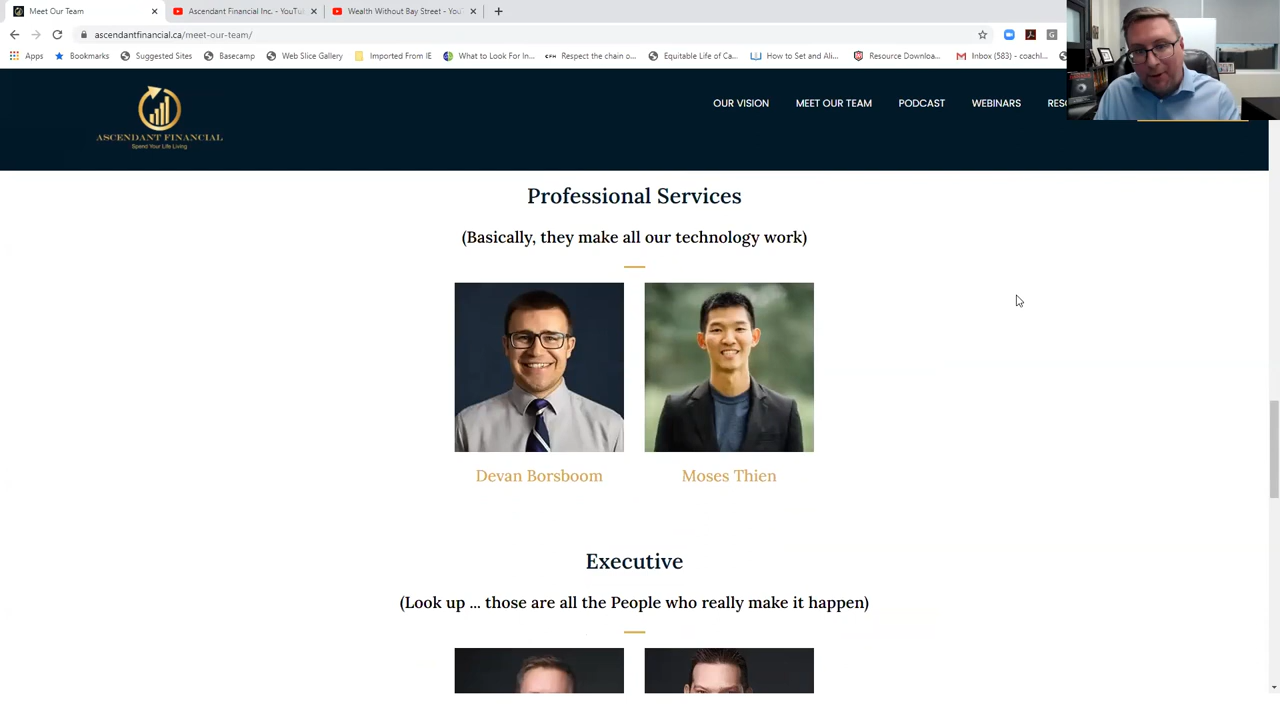 Meet Our Team
Ascendant Financial Inc. - YouTu
Wealth Without Bay Street - You
ascendantfinancial.ca/meet-our-team/
Apps
Bookmarks
Suggested Sites
Basecamp
Web Slice Gallery
Imported From IE
What to Look For In...
Respect the chain o...
Equitable Life of Ca...
How to Set and Ali...
Resource Downloa...
Inbox (583) - coachl...
ASCENDANT FINANCIAL
Spend Your Life Living
OUR VISION
MEET OUR TEAM
PODCAST
WEBINARS
RESO
Professional Services
(Basically, they make all our technology work)
Devan Borsboom
Moses Thien
Executive
(Look up ... those are all the People who really make it happen)